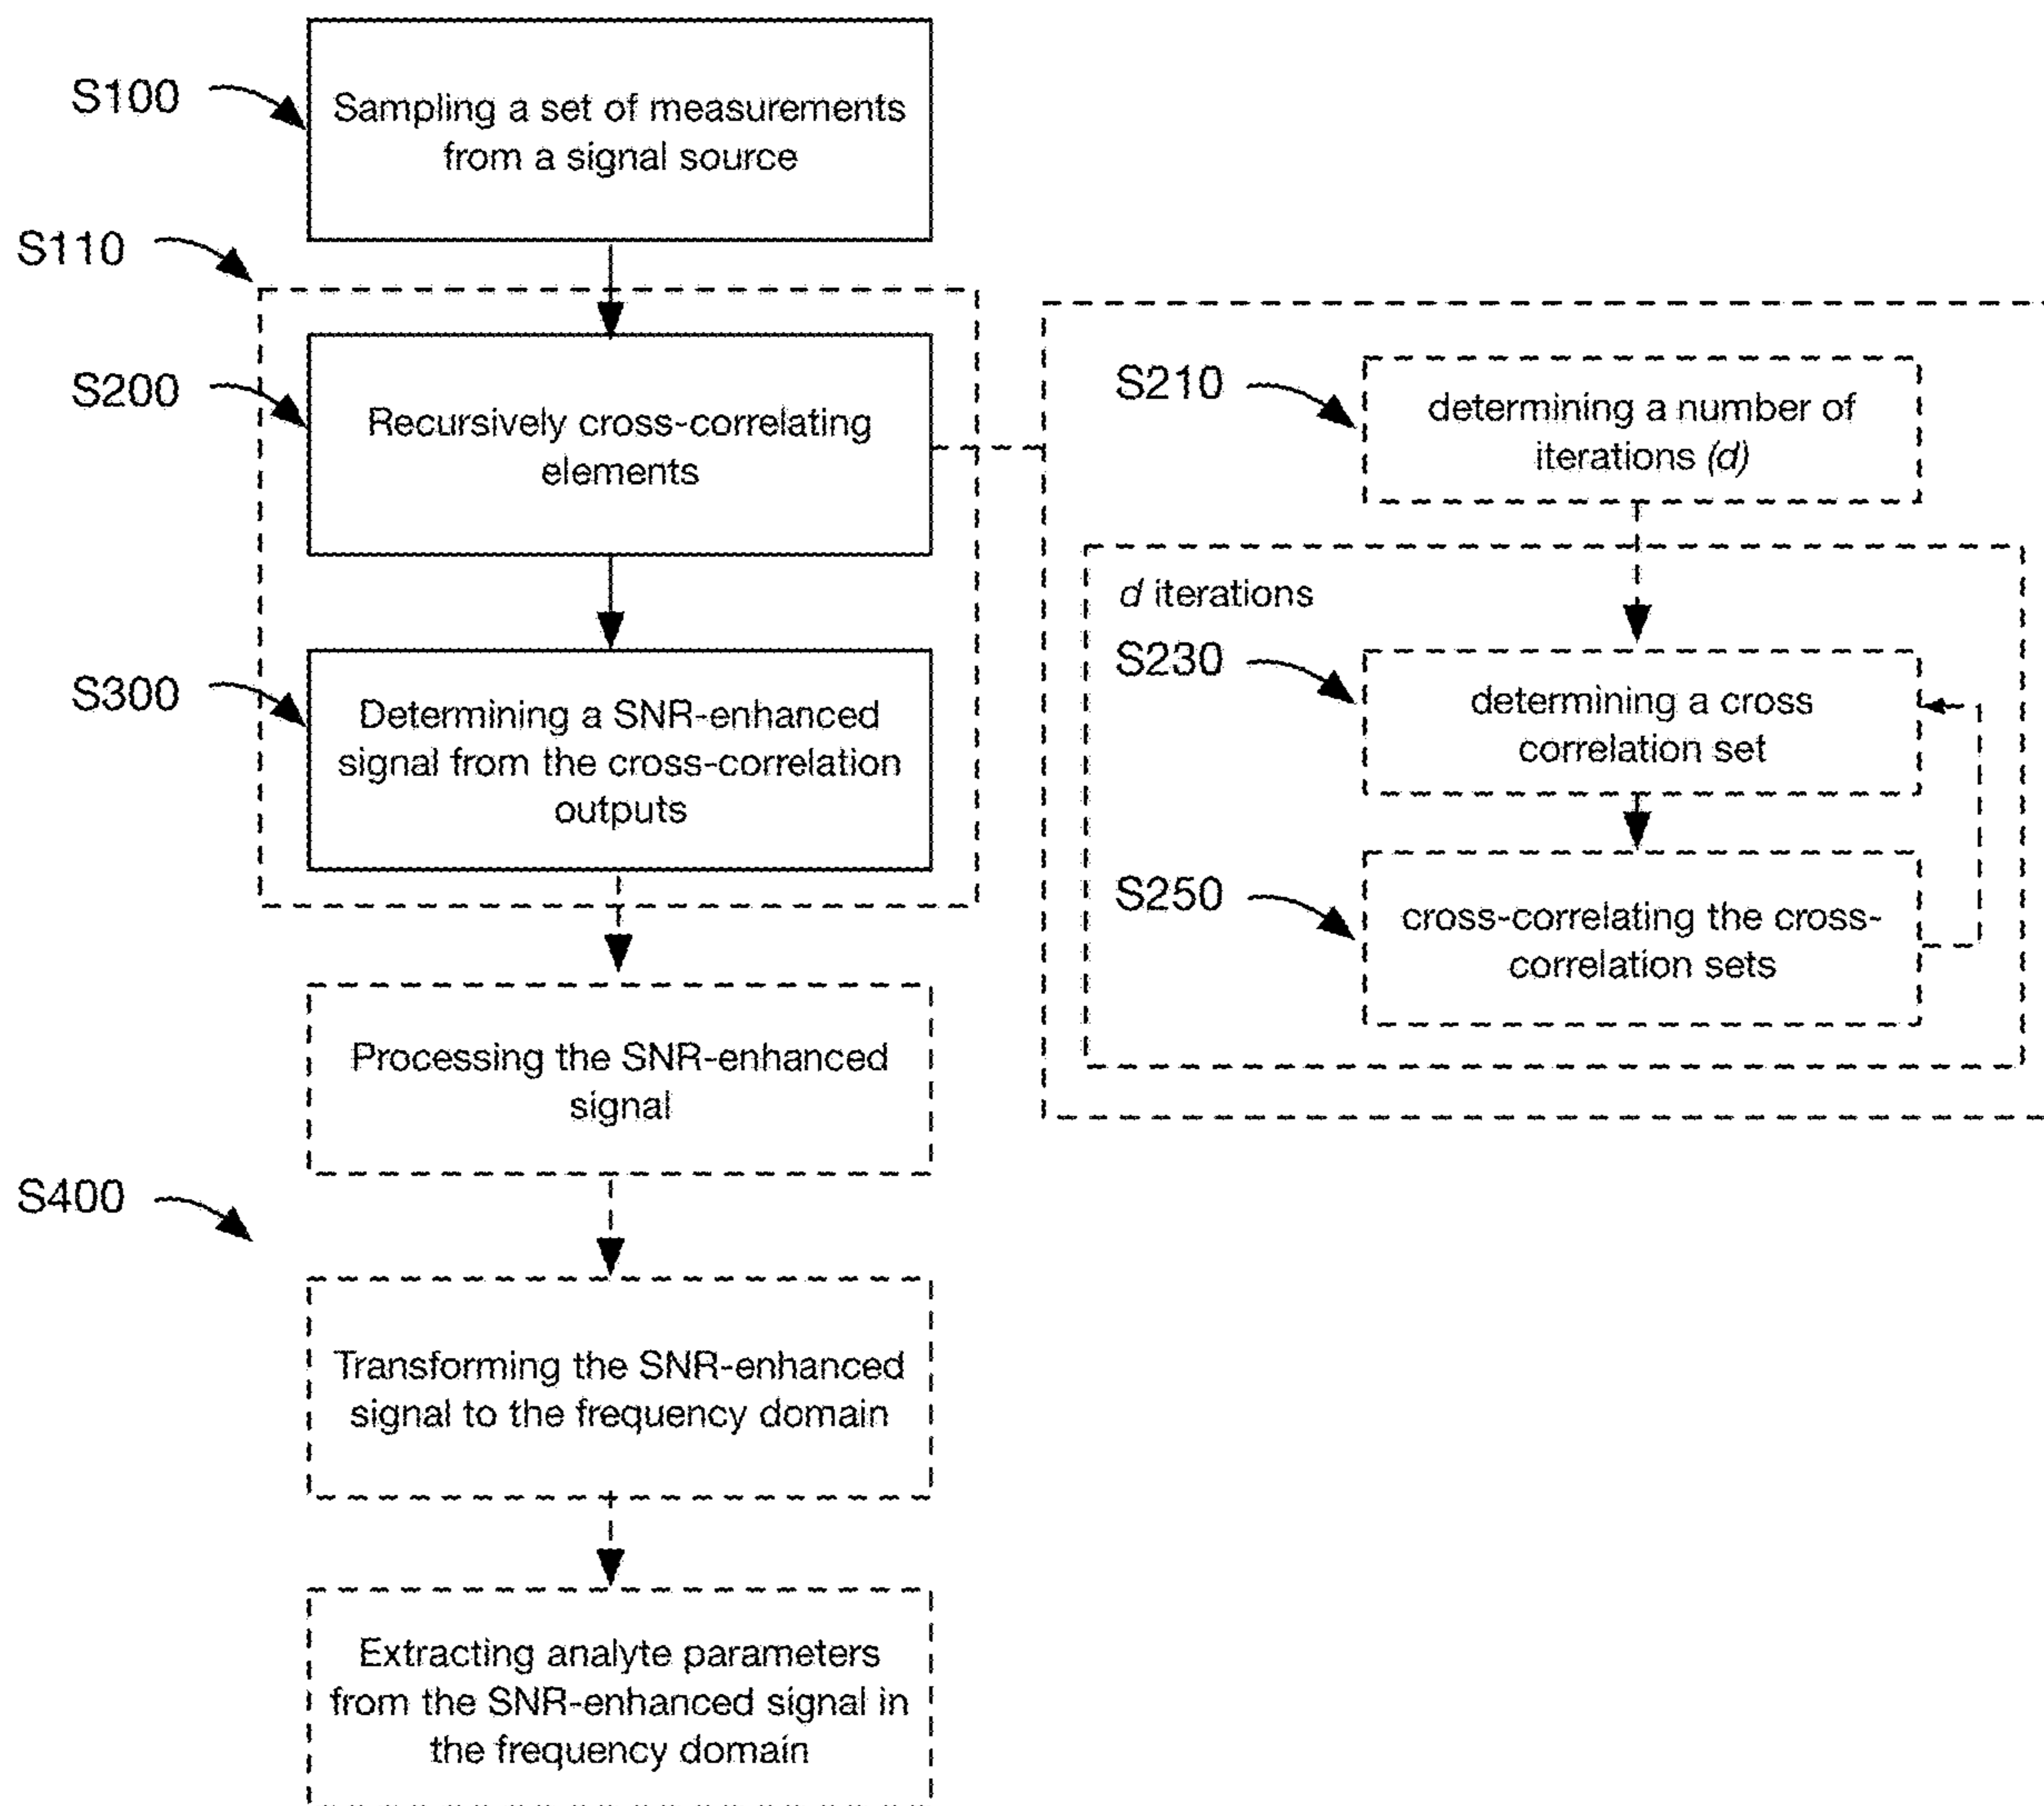 S100
Sampling a set of measurements
from a signal source
S110
S200
Recursively cross-correlating
elements
S300
Determining a SNR-enhanced
signal from the cross-correlation
outputs
Processing the SNR-enhanced
signal
S400
Transforming the SNR-enhanced
signal to the frequency domain
Extracting analyte parameters
from the SNR-enhanced signal in
the frequency domain
S210
determining a number of
iterations (d)
d iterations
S230
determining a cross
correlation set
S250
cross-correlating the cross-
correlation sets